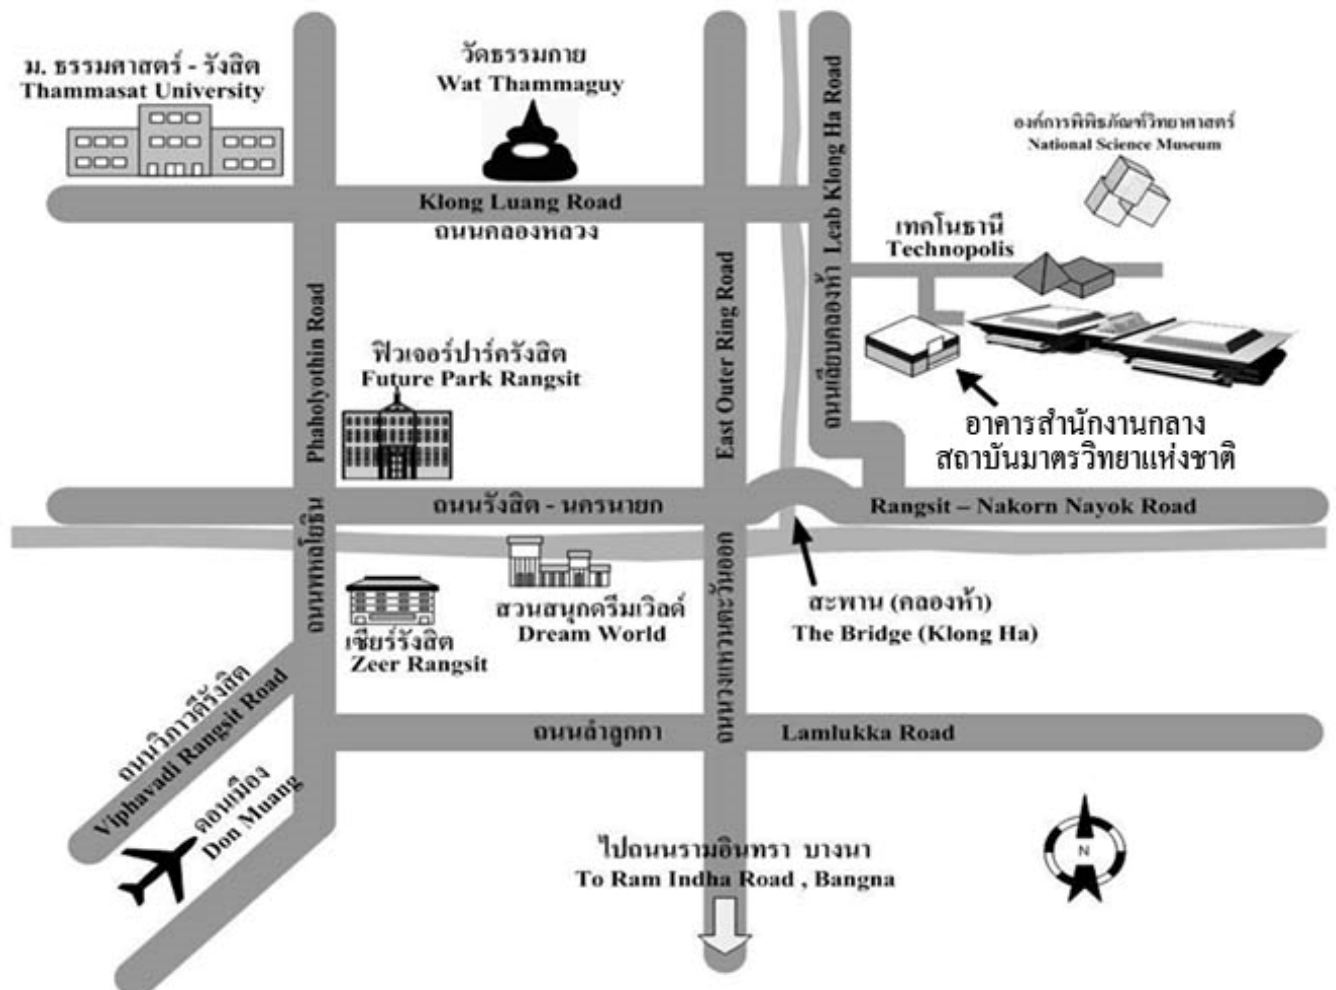 ม. ธรรมศาสตร์ - รังสิต
Thammasat University
วัดธรรมกาย
Wat Thammaguy
องค์การพิพิธภัณฑ์วิทยาศาสตร์
National Science Museum
Klong Luang Road
ถนนคลองหลวง
ถนนเลียบคลองห้า Leab Klong Ha Road
เทคโนธานี
Technopolis
Phaholyothin Road
ถนนพหลโยธิน
East Outer Ring Road
ถนนวงแหวนตะวันออก
ฟิวเจอร์ปาร์ครังสิต
Future Park Rangsit
อาคารสำนักงานกลาง
สถาบันมาตรวิทยาแห่งชาติ
ถนนรังสิต - นครนายก
Rangsit – Nakorn Nayok Road
สวนสนุกดรีมเวิลด์
Dream World
สะพาน (คลองห้า)
The Bridge (Klong Ha)
เซียร์รังสิต
Zeer Rangsit
ถนนวิภาวดีรังสิต
Viphavadi Rangsit Road
ถนนลำลูกกา
Lamlukka Road
ดอนเมือง
Don Muang
ไปถนนรามอินทรา บางนา
To Ram Indha Road , Bangna
N